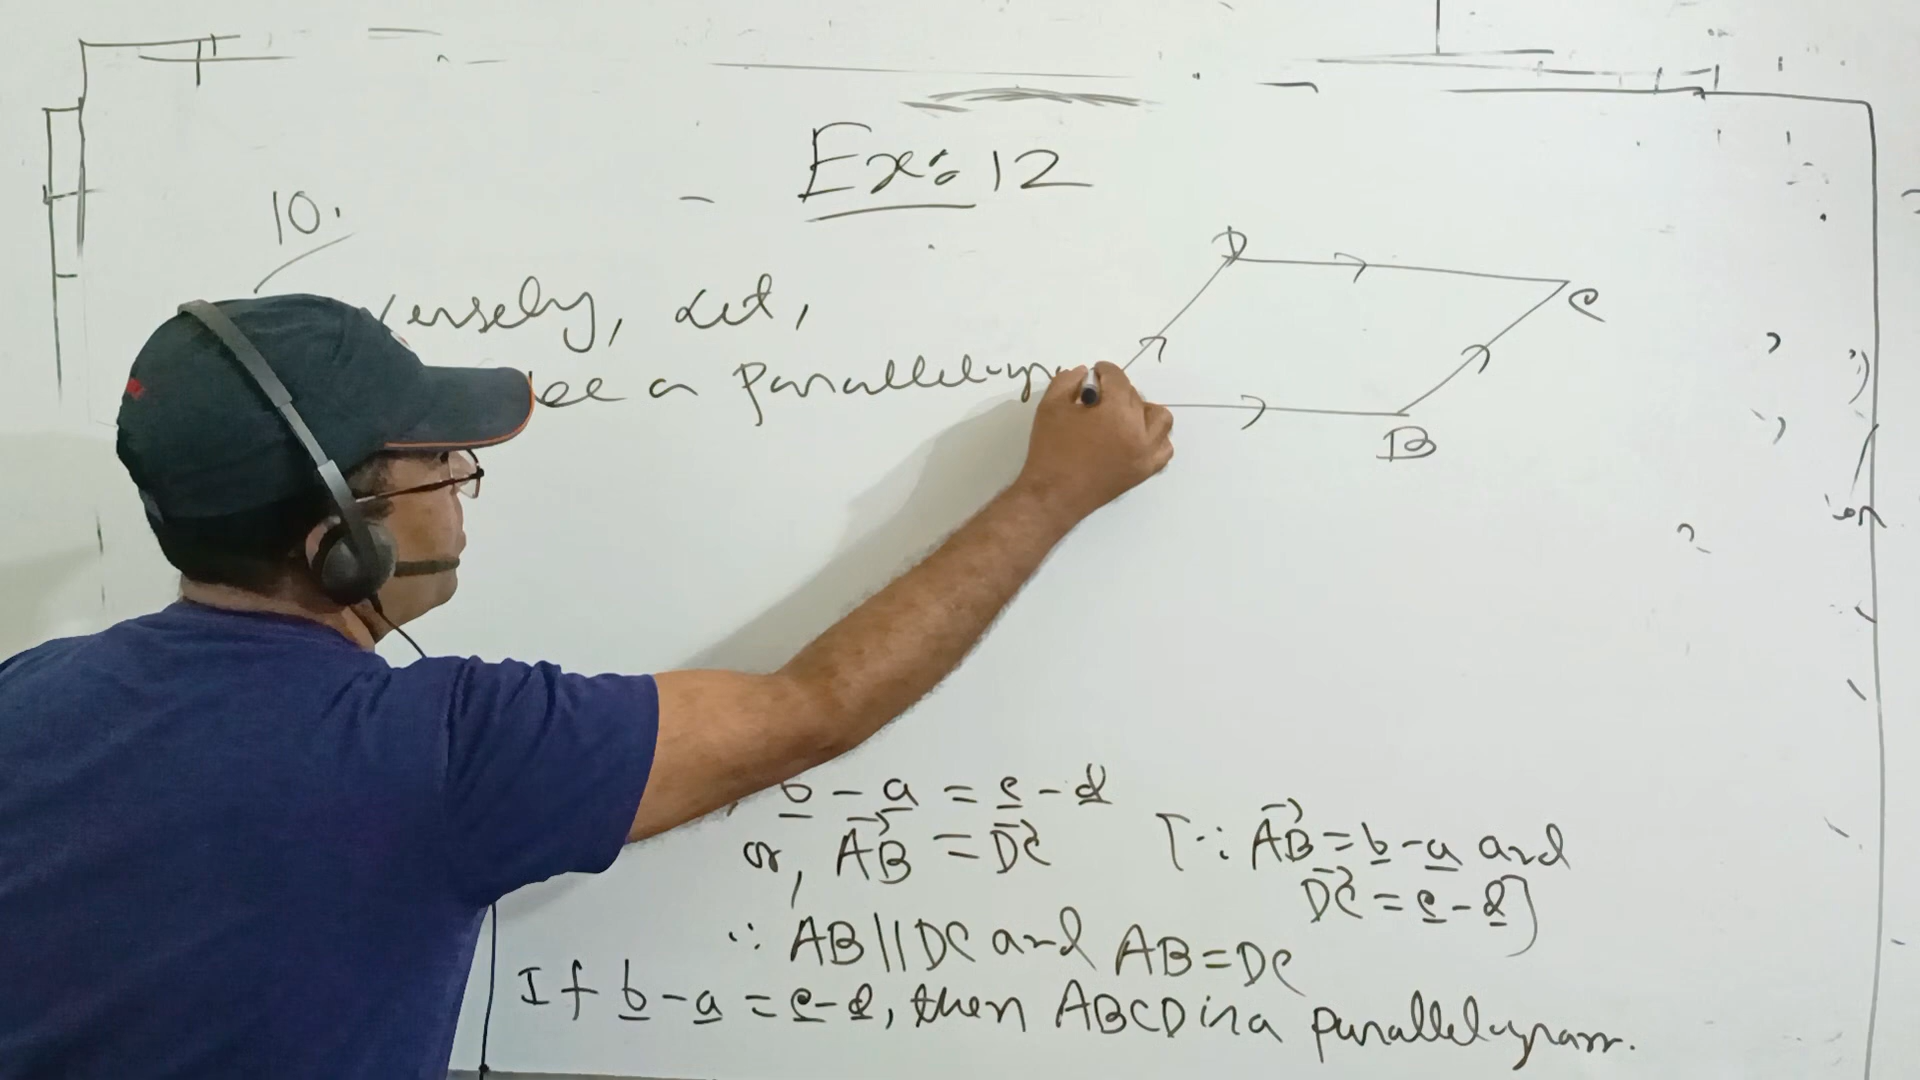 Ex: 12
10.
versely, Let,
be a parallelogram
D
C
B
b - a = c - d
or, AB = DC [∵ AB = b - a and
DC = c - d]
∴ AB || DC and AB = DC
If b - a = c - d, then ABCD is a parallelogram.